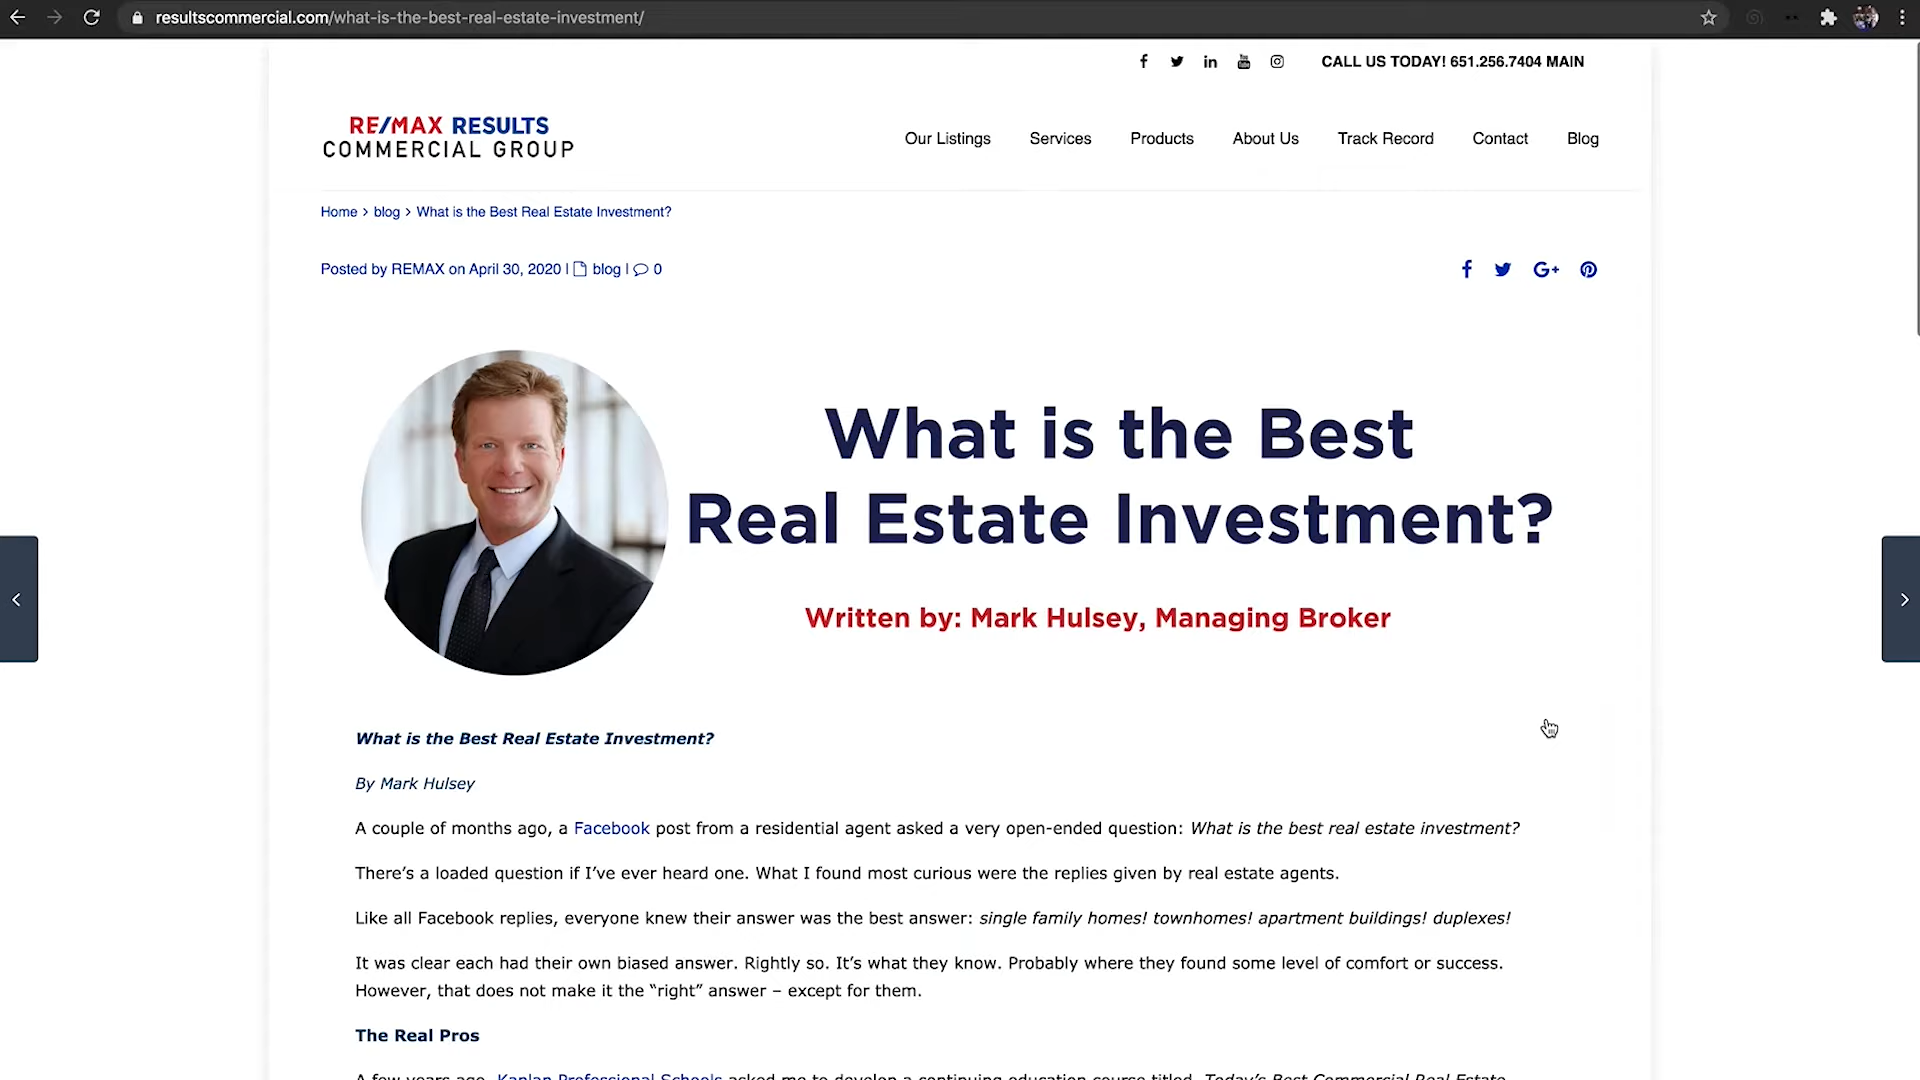 resultscommercial.com/what-is-the-best-real-estate-investment/
CALL US TODAY! 651.256.7404 MAIN
RE/MAX RESULTS
COMMERCIAL GROUP
Our Listings Services Products About Us Track Record Contact Blog
Home > blog > What is the Best Real Estate Investment?
Posted by REMAX on April 30, 2020 | blog | 0
What is the Best
Real Estate Investment?
Written by: Mark Hulsey, Managing Broker
What is the Best Real Estate Investment?
By Mark Hulsey
A couple of months ago, a Facebook post from a residential agent asked a very open-ended question: What is the best real estate investment?
There’s a loaded question if I’ve ever heard one. What I found most curious were the replies given by real estate agents.
Like all Facebook replies, everyone knew their answer was the best answer: single family homes! townhomes! apartment buildings! duplexes!
It was clear each had their own biased answer. Rightly so. It’s what they know. Probably where they found some level of comfort or success.
However, that does not make it the “right” answer – except for them.
The Real Pros
A few years ago, Kaplan Professional Schools asked me to develop a continuing education course titled, Today’s Best Commercial Real Estate